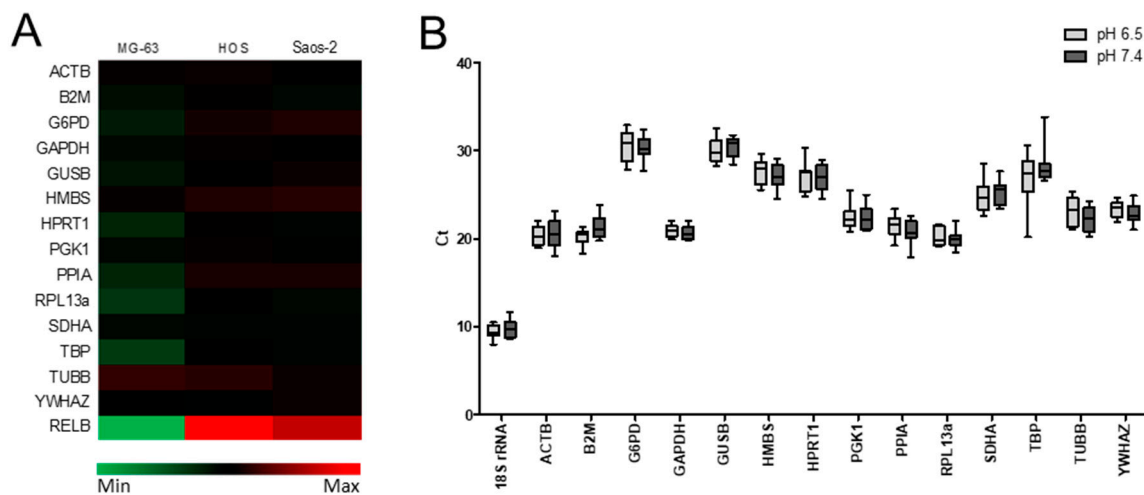 A
MG-63 HOS Saos-2
ACTB
B2M
G6PD
GAPDH
GUSB
HMBS
HPRT1
PGK1
PPIA
RPL13a
SDHA
TBP
TUBB
YWHAZ
RELB
Min Max
B
pH 6.5
pH 7.4
40
30
20
10
0
Ct
18S rRNA
ACTB
B2M
G6PD
GAPDH
GUSB
HMBS
HPRT1
PGK1
PPIA
RPL13a
SDHA
TBP
TUBB
YWHAZ